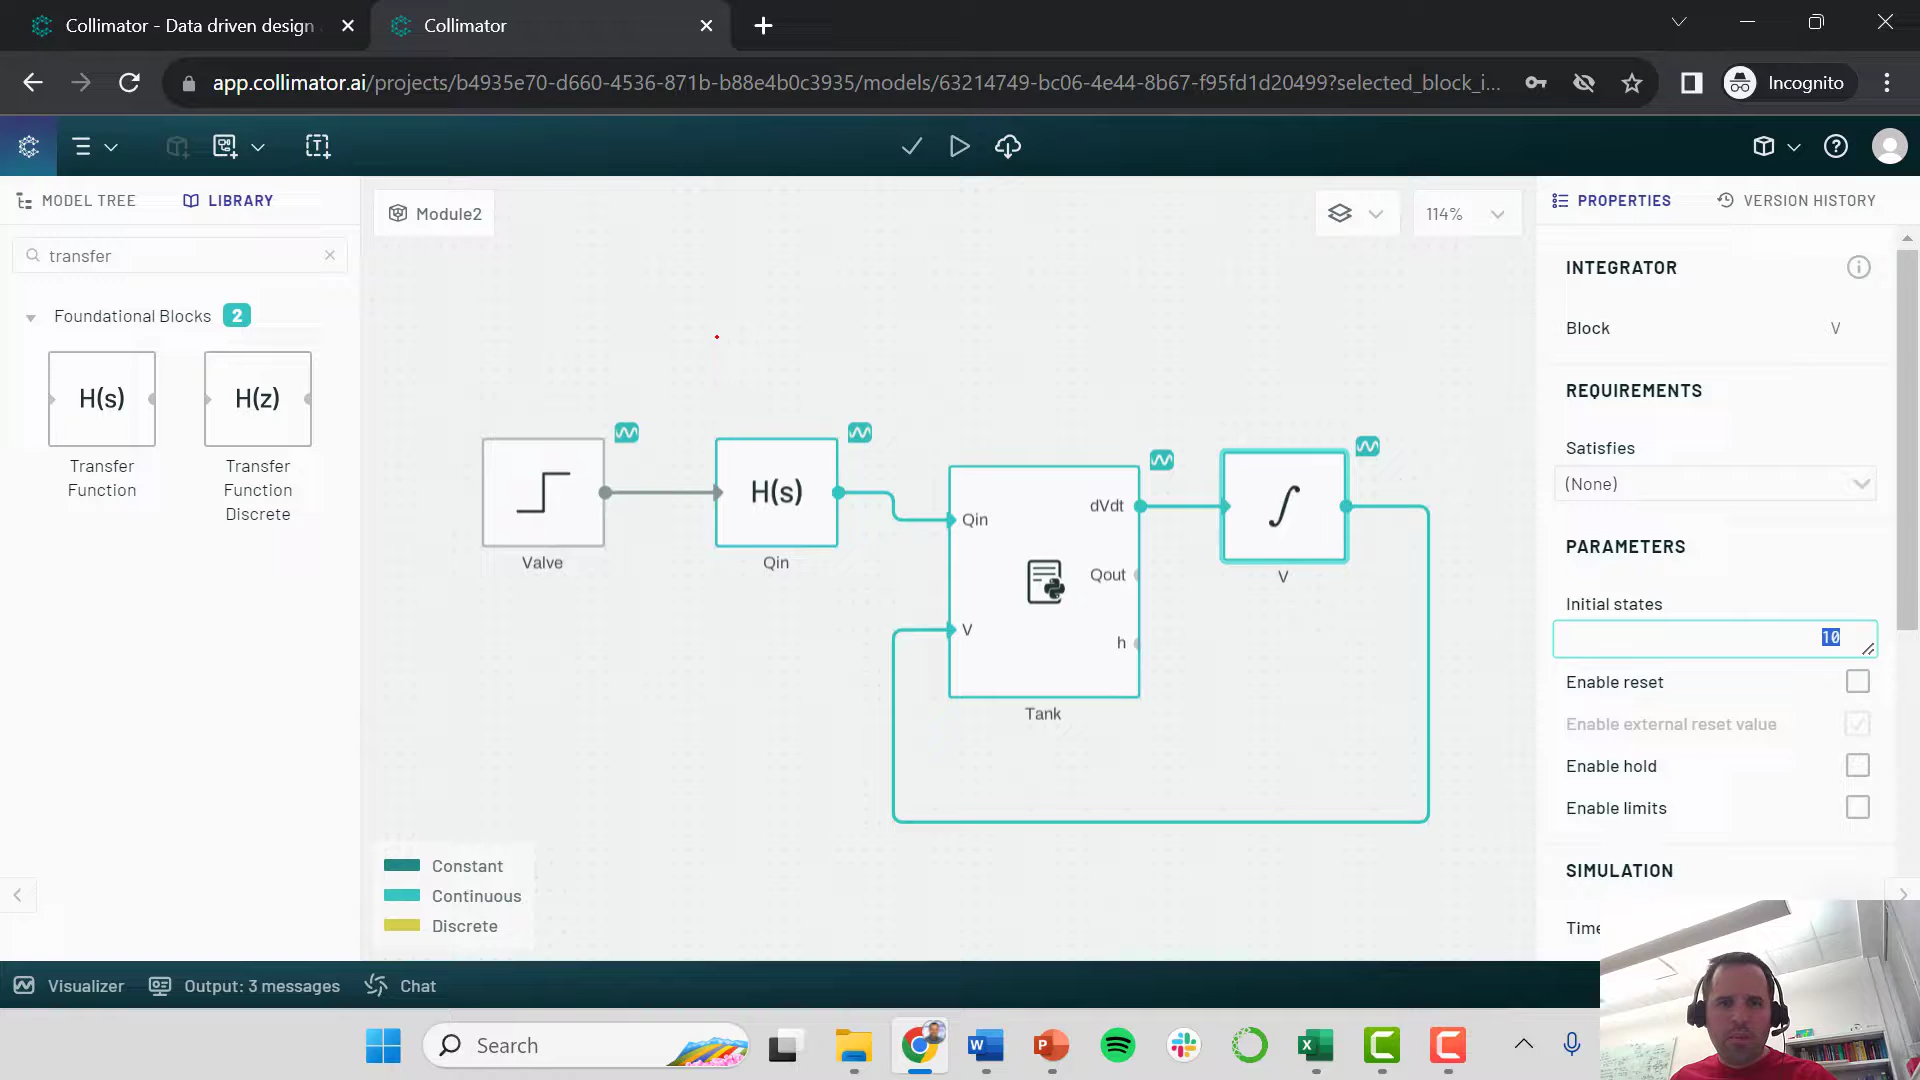 Collimator - Data driven design
Collimator
app.collimator.ai/projects/b4935e70-d660-4536-871b-b88e4b0c3935/models/63214749-bc06-4e44-8b67-f95fd1d20499?selected_block_i...
Incognito
MODEL TREE
LIBRARY
Module2
114%
PROPERTIES
VERSION HISTORY
transfer
Foundational Blocks
2
H(s)
H(z)
Transfer
Function
Transfer
Function
Discrete
Valve
H(s)
Qin
Qin
V
dVdt
Qout
h
Tank
∫
V
Constant
Continuous
Discrete
INTEGRATOR
Block
V
REQUIREMENTS
Satisfies
(None)
PARAMETERS
Initial states
10
Enable reset
Enable external reset value
Enable hold
Enable limits
SIMULATION
Time
Visualizer
Output: 3 messages
Chat
Search